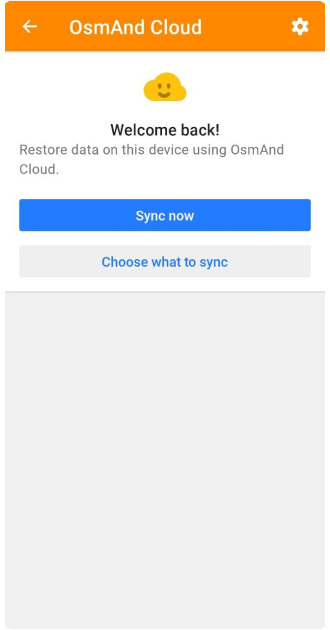 OsmAnd Cloud
Welcome back!
Restore data on this device using OsmAnd
Cloud.
Sync now
Choose what to sync